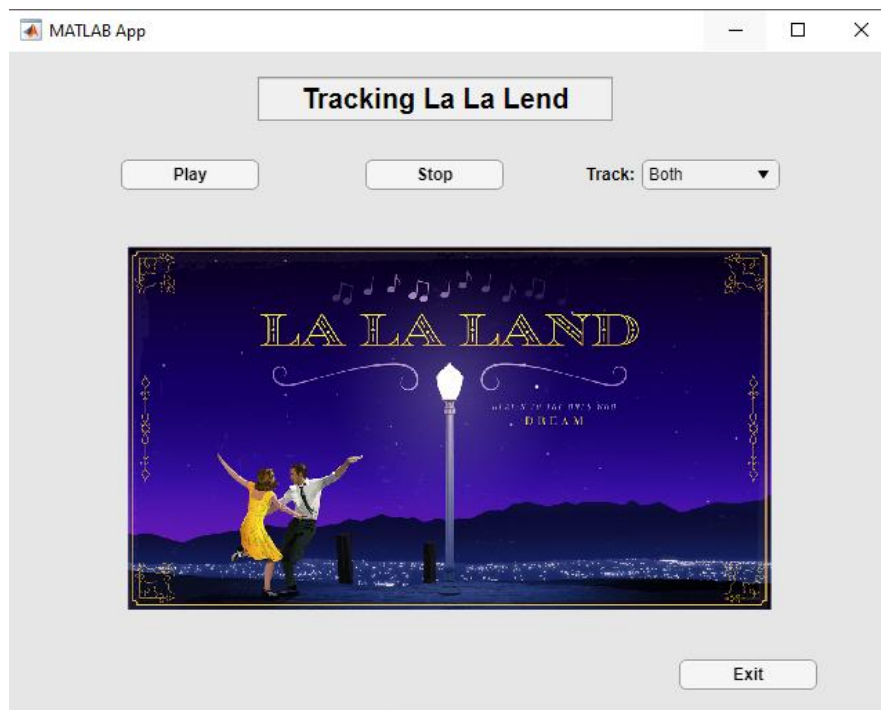 MATLAB App
Tracking La La Lend
Play
Stop
Track: Both
LA LA LAND
DREAM
Exit